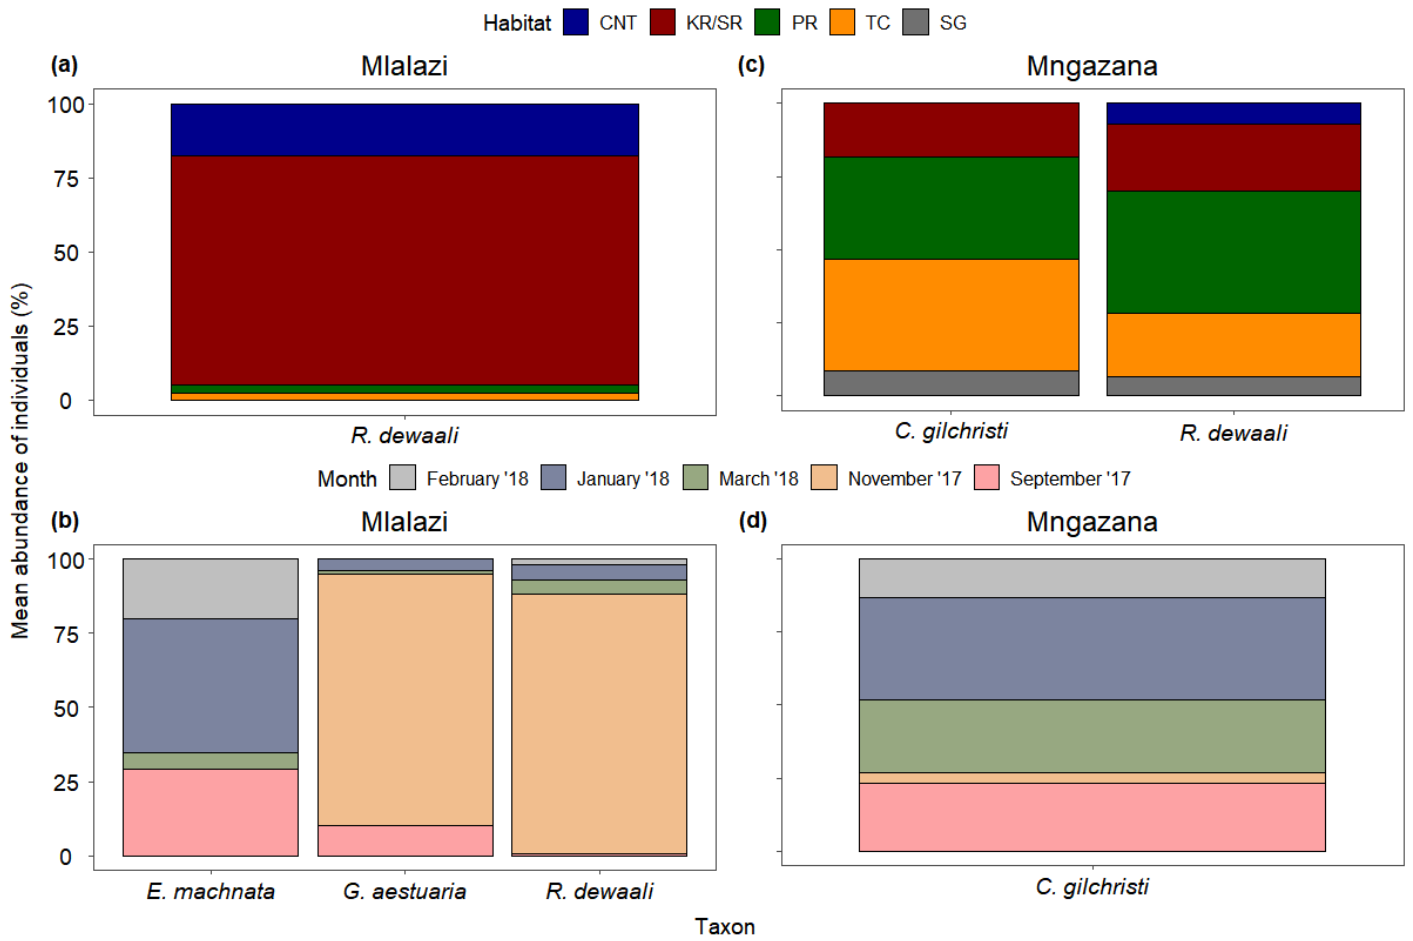 Habitat CNT KR/SR PR TC SG
(a) Mlalazi
(c) Mngazana
100
75
50
25
0
R. dewaali
C. gilchristi R. dewaali
Mean abundance of individuals (%)
Month February '18 January '18 March '18 November '17 September '17
(b) Mlalazi
(d) Mngazana
100
75
50
25
0
E. machnata G. aestuaria R. dewaali
C. gilchristi
Taxon